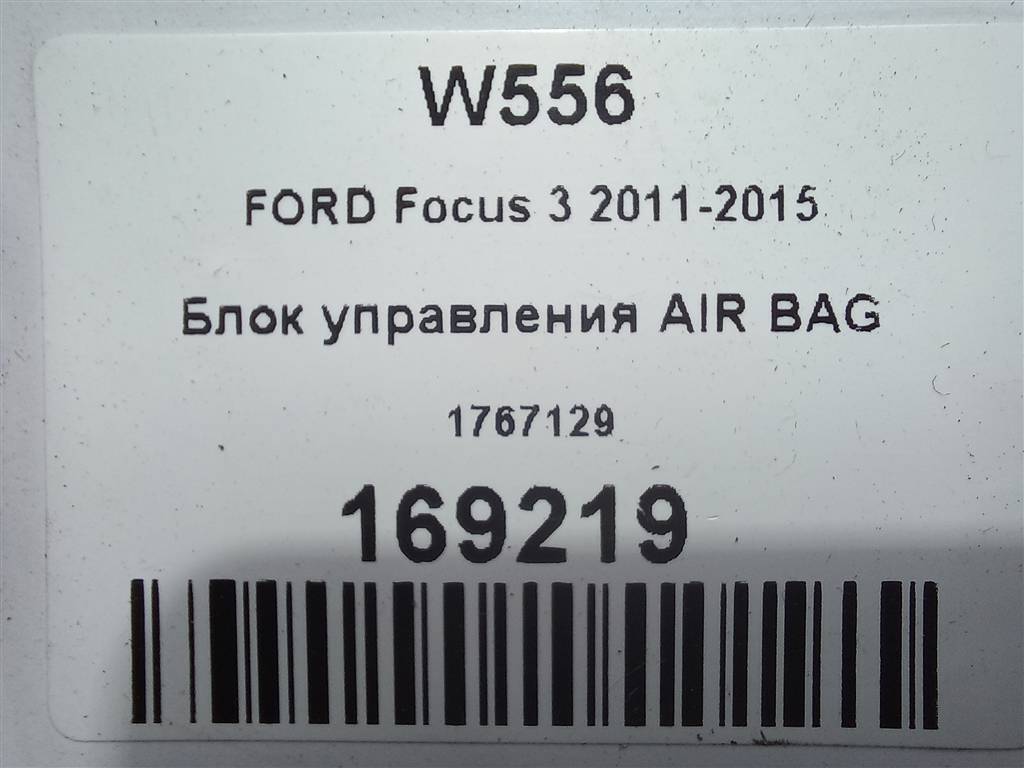 W556
FORD Focus 3 2011-2015
Блок управления AIR BAG
1767129
169219